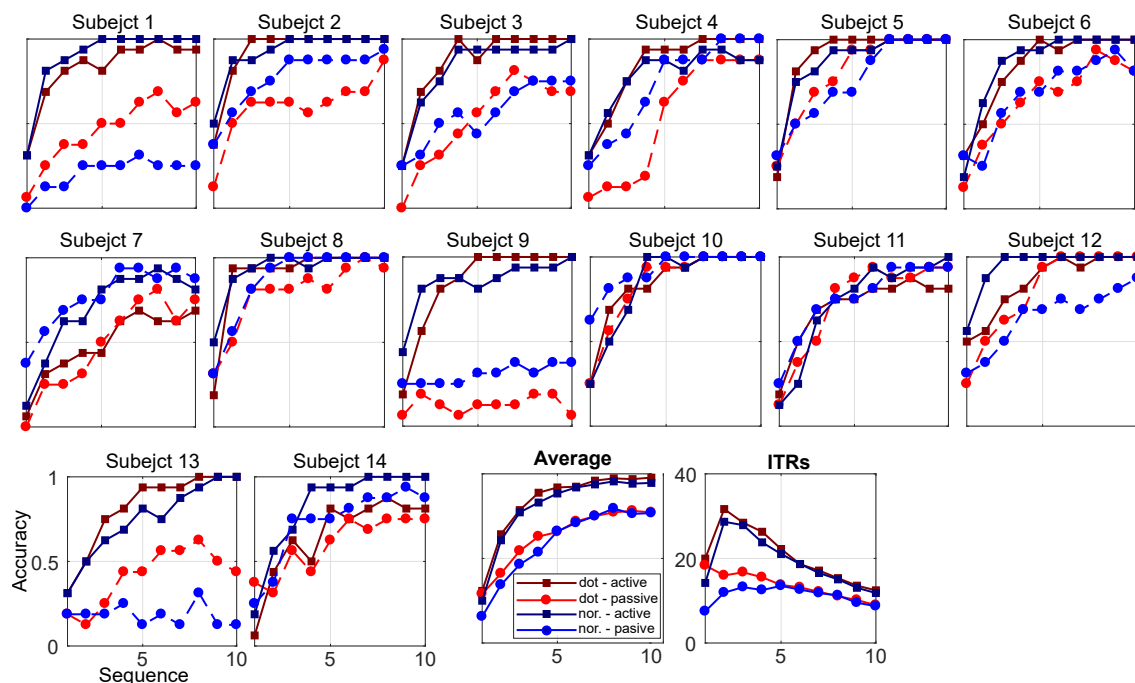 Subejct 1
Subejct 2
Subejct 3
Subejct 4
Subejct 5
Subejct 6
Subejct 7
Subejct 8
Subejct 9
Subejct 10
Subejct 11
Subejct 12
Subejct 13
Subejct 14
Average
ITRs
1
0.5
0
Accuracy
5
10
Sequence
5
10
dot - active
dot - passive
nor. - active
nor. - pasive
5
10
40
20
0
5
10